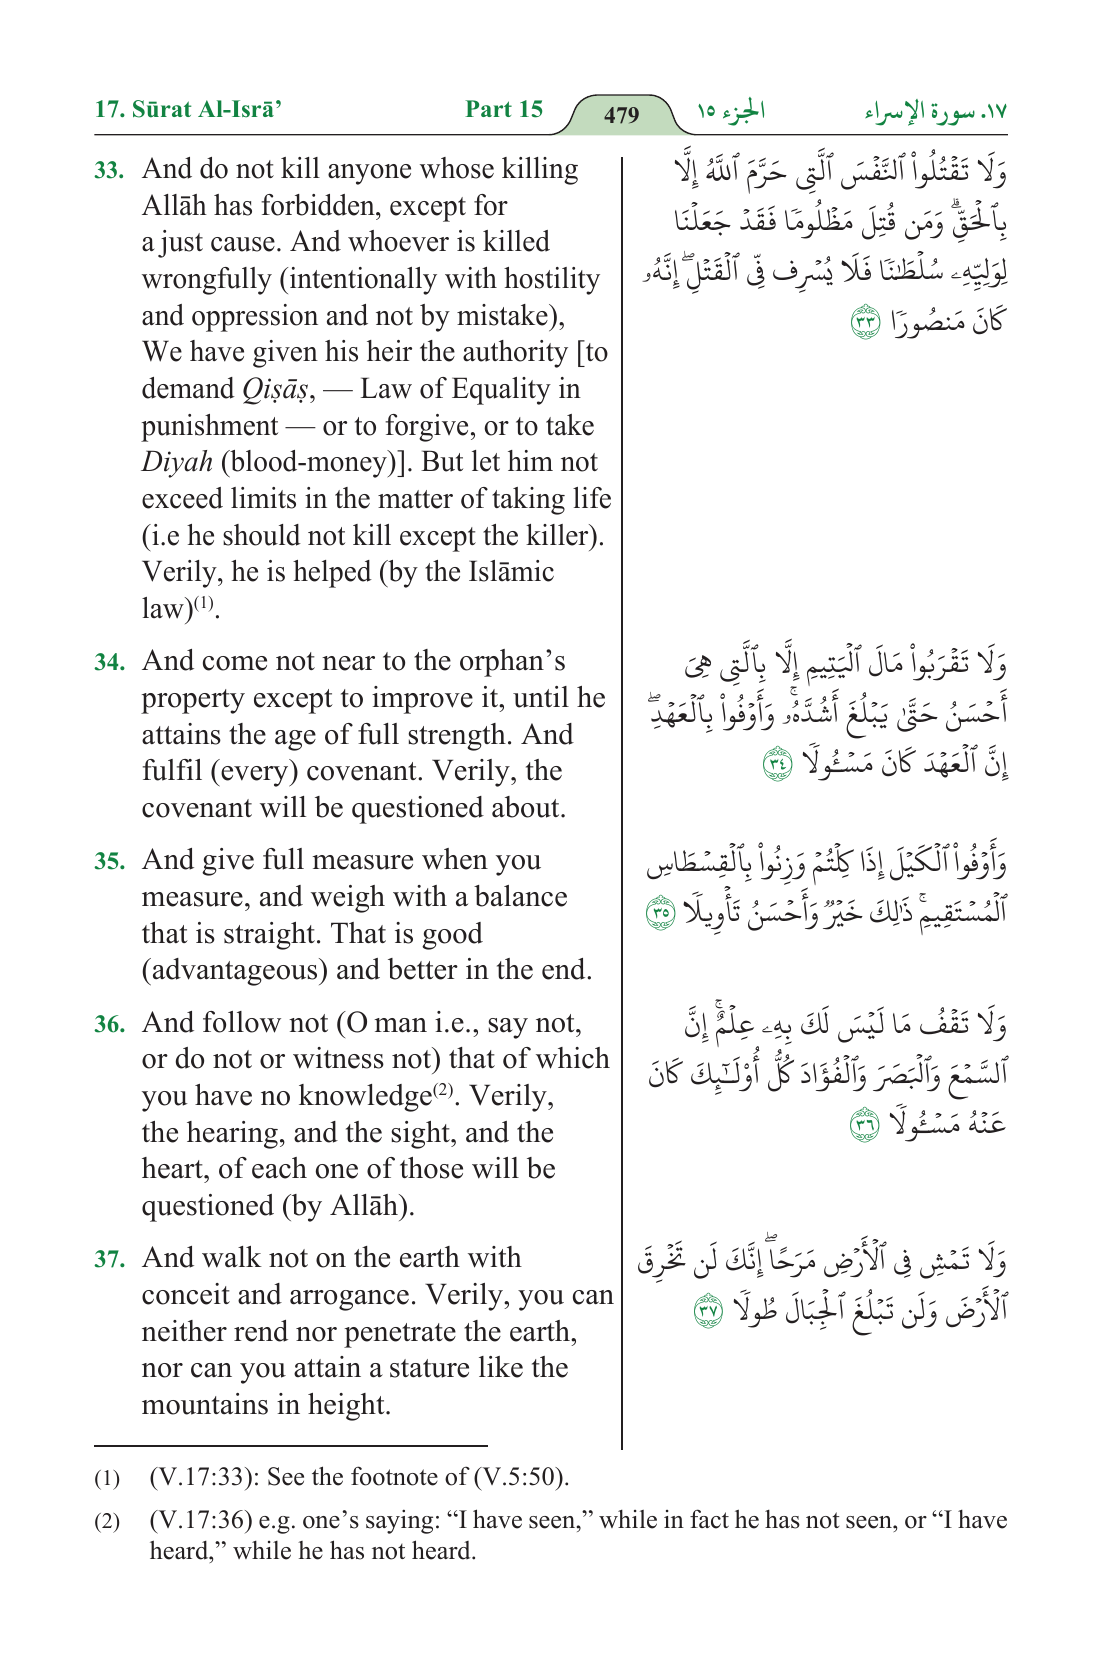 17. Sūrat Al-Isrā’ Part 15 479 الجزء ١٥ ١٧. سورة الإسراء
33. And do not kill anyone whose killing
Allāh has forbidden, except for
a just cause. And whoever is killed
wrongfully (intentionally with hostility
and oppression and not by mistake),
We have given his heir the authority [to
demand Qiṣāṣ, — Law of Equality in
punishment — or to forgive, or to take
Diyah (blood-money)]. But let him not
exceed limits in the matter of taking life
(i.e he should not kill except the killer).
Verily, he is helped (by the Islāmic
law)(1).
وَلَا تَقۡتُلُواْ ٱلنَّفۡسَ ٱلَّتِي حَرَّمَ ٱللَّهُ إِلَّا
بِٱلۡحَقِّۗ وَمَن قُتِلَ مَظۡلُومٗا فَقَدۡ جَعَلۡنَا
لِوَلِيِّهِۦ سُلۡطَٰنٗا فَلَا يُسۡرِف فِّي ٱلۡقَتۡلِۖ إِنَّهُۥ
كَانَ مَنصُورٗا ٣٣
34. And come not near to the orphan’s
property except to improve it, until he
attains the age of full strength. And
fulfil (every) covenant. Verily, the
covenant will be questioned about.
وَلَا تَقۡرَبُواْ مَالَ ٱلۡيَتِيمِ إِلَّا بِٱلَّتِي هِيَ
أَحۡسَنُ حَتَّىٰ يَبۡلُغَ أَشُدَّهُۥۚ وَأَوۡفُواْ بِٱلۡعَهۡدِۖ
إِنَّ ٱلۡعَهۡدَ كَانَ مَسۡـُٔولٗا ٣٤
35. And give full measure when you
measure, and weigh with a balance
that is straight. That is good
(advantageous) and better in the end.
وَأَوۡفُواْ ٱلۡكَيۡلَ إِذَا كِلۡتُمۡ وَزِنُواْ بِٱلۡقِسۡطَاسِ
ٱلۡمُسۡتَقِيمِۚ ذَٰلِكَ خَيۡرٞ وَأَحۡسَنُ تَأۡوِيلٗا ٣٥
36. And follow not (O man i.e., say not,
or do not or witness not) that of which
you have no knowledge(2). Verily,
the hearing, and the sight, and the
heart, of each one of those will be
questioned (by Allāh).
وَلَا تَقۡفُ مَا لَيۡسَ لَكَ بِهِۦ عِلۡمٌۚ إِنَّ
ٱلسَّمۡعَ وَٱلۡبَصَرَ وَٱلۡفُؤَادَ كُلُّ أُوْلَٰٓئِكَ كَانَ
عَنۡهُ مَسۡـُٔولٗا ٣٦
37. And walk not on the earth with
conceit and arrogance. Verily, you can
neither rend nor penetrate the earth,
nor can you attain a stature like the
mountains in height.
وَلَا تَمۡشِ فِي ٱلۡأَرۡضِ مَرَحًاۖ إِنَّكَ لَن تَخۡرِقَ
ٱلۡأَرۡضَ وَلَن تَبۡلُغَ ٱلۡجِبَالَ طُولٗا ٣٧
(1) (V.17:33): See the footnote of (V.5:50).
(2) (V.17:36) e.g. one’s saying: “I have seen,” while in fact he has not seen, or “I have
heard,” while he has not heard.